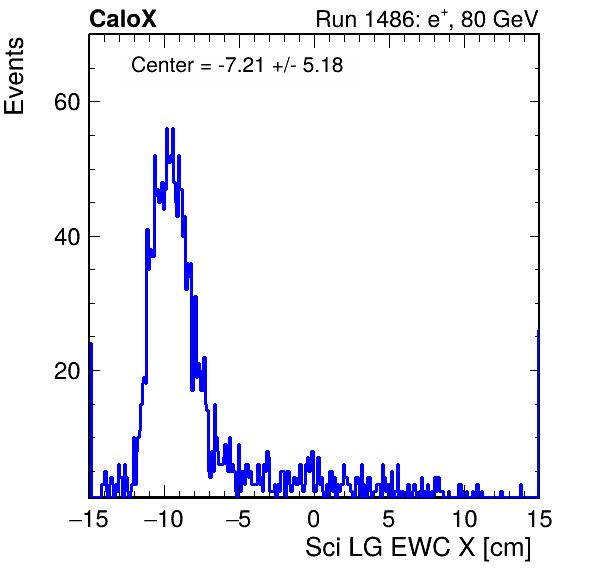 CaloX Run 1486: e⁺, 80 GeV
Center = -7.21 +/- 5.18
Events
60
40
20
−15 −10 −5 0 5 10 15
Sci LG EWC X [cm]